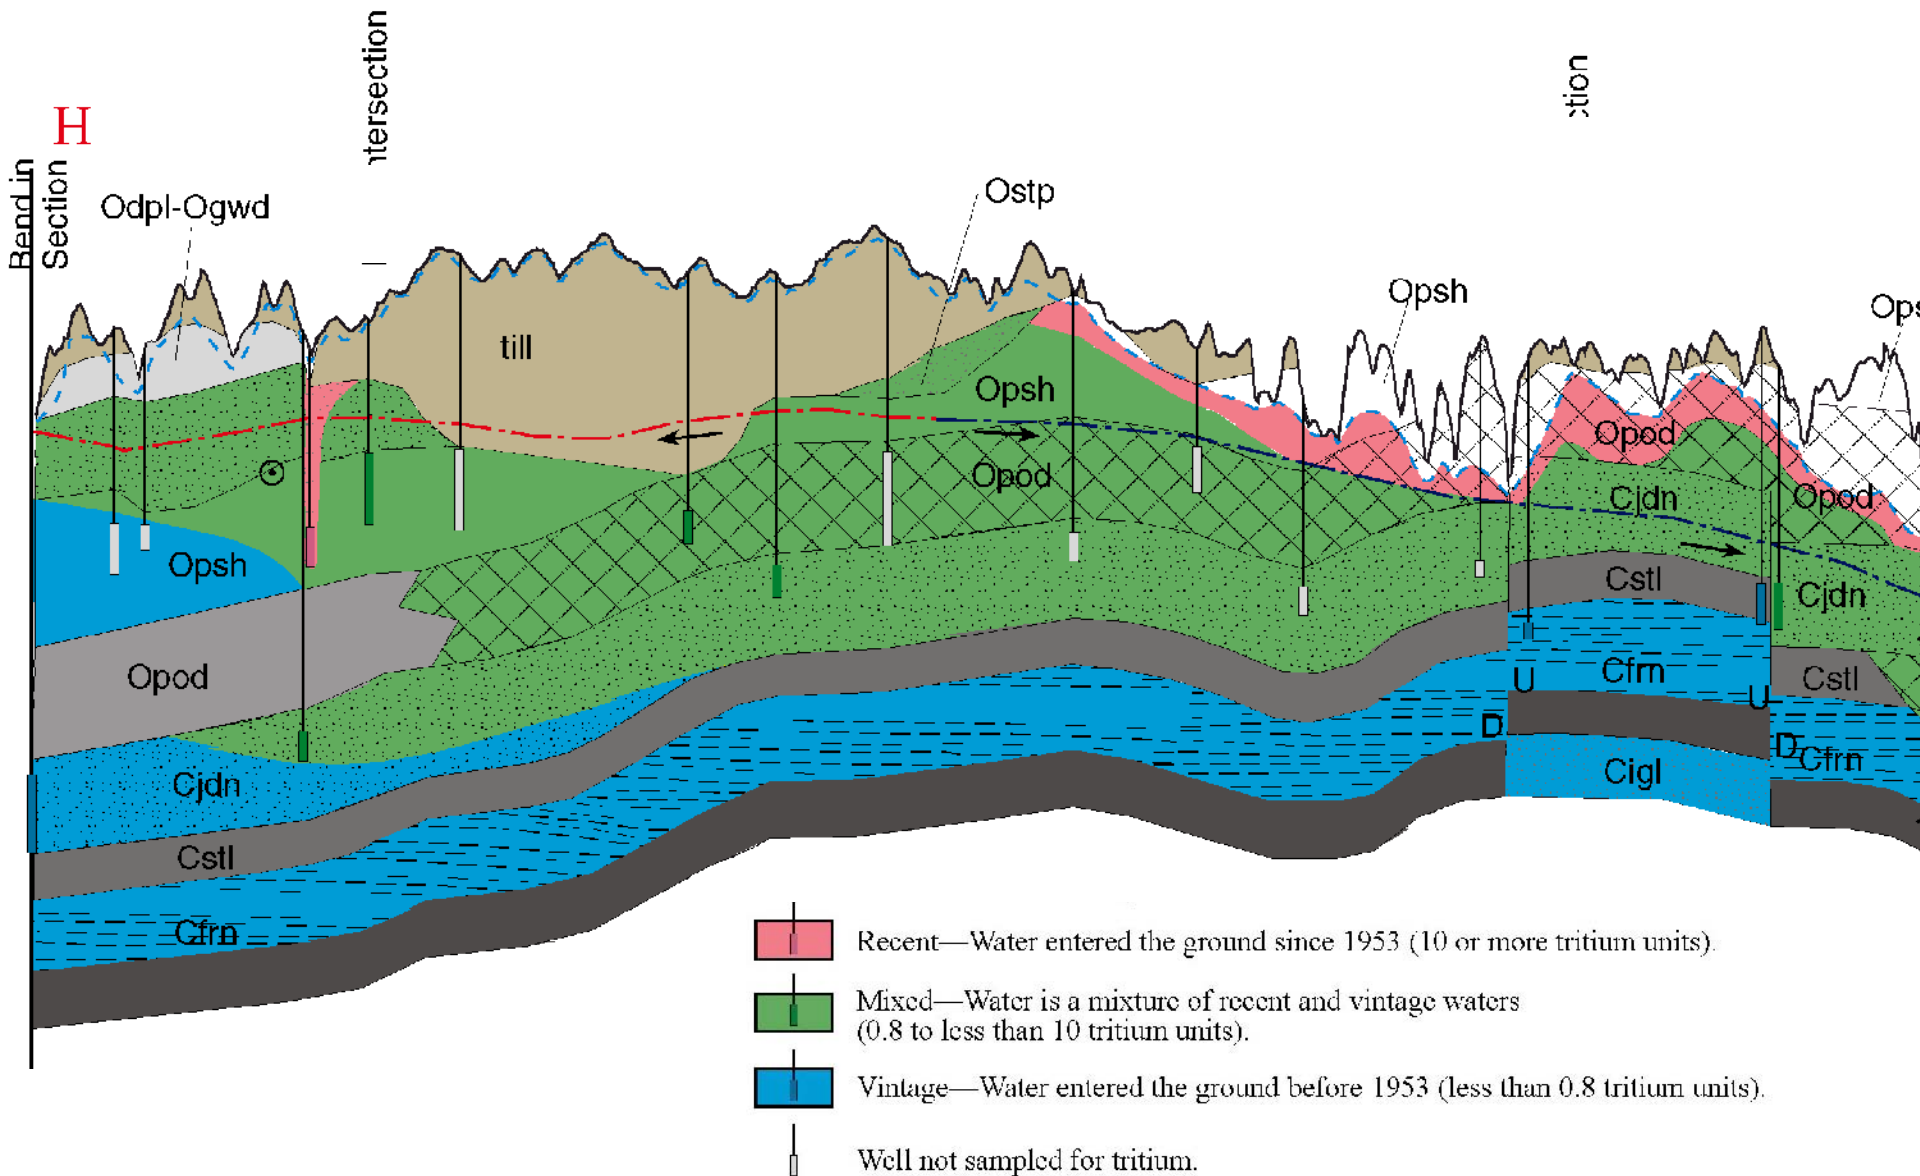 ntersection
ction
H
Bend in
Section
Odpl-Ogwd
Ostp
Opsh
Ops
till
Opsh
Opod
Opod
Cjdn
Opod
Opsh
Cstl
Cjdn
Opod
Cfrn
Cstl
U
U
D
D
Cfrn
Cjdn
Cigl
Cstl
Cfrn
Recent—Water entered the ground since 1953 (10 or more tritium units).
Mixed—Water is a mixture of recent and vintage waters
(0.8 to less than 10 tritium units).
Vintage—Water entered the ground before 1953 (less than 0.8 tritium units).
Well not sampled for tritium.